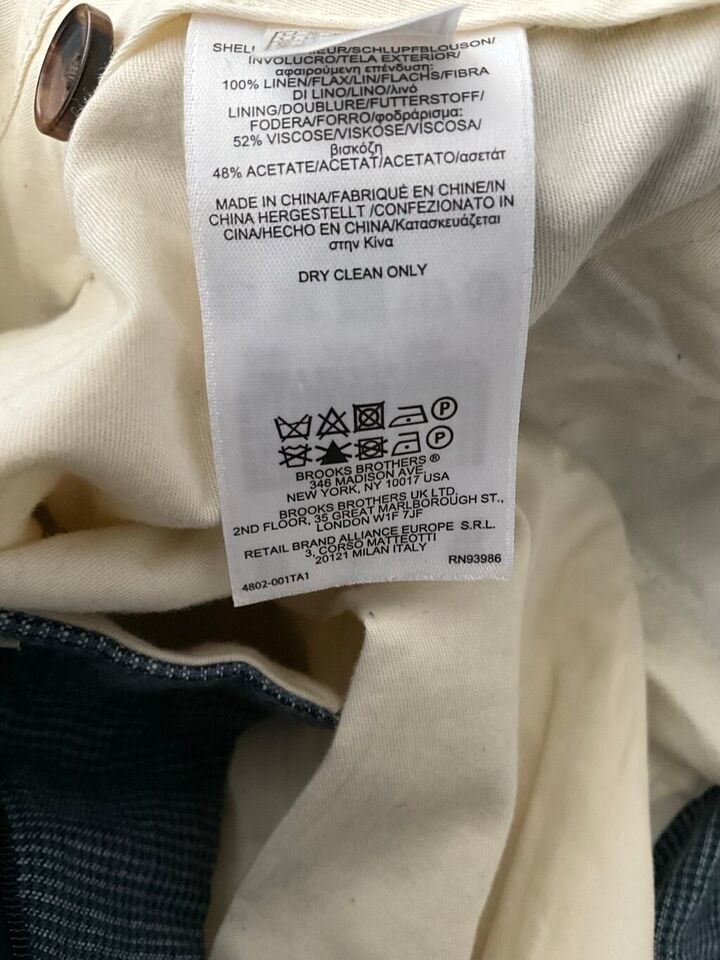 SHELL
EUR/SCHLUPFBLOUSON/
INVOLUCRO/TELA EXTERIOR/
αφαιρούμενη επένδυση:
100% LINEN/FLAX/LIN/FLACHS/FIBRA
DI LINO/LINO/λινό
LINING/DOUBLURE/FUTTERSTOFF/
FODERA/FORRO/φοδράρισμα:
52% VISCOSE/VISKOSE/VISCOSA/
βισκόζη
48% ACETATE/ACETAT/ACETATO/ασετάτ
MADE IN CHINA/FABRIQUÉ EN CHINE/IN
CHINA HERGESTELLT /CONFEZIONATO IN
CINA/HECHO EN CHINA/Κατασκευάζεται
στην Κίνα
DRY CLEAN ONLY
P
P
BROOKS BROTHERS ®
346 MADISON AVE.
NEW YORK, NY 10017 USA
BROOKS BROTHERS UK LTD.
2ND FLOOR, 35 GREAT MARLBOROUGH ST.,
LONDON W1F 7JF
RETAIL BRAND ALLIANCE EUROPE S.R.L.
3, CORSO MATTEOTTI
20121 MILAN ITALY
RN93986
4802-001TA1